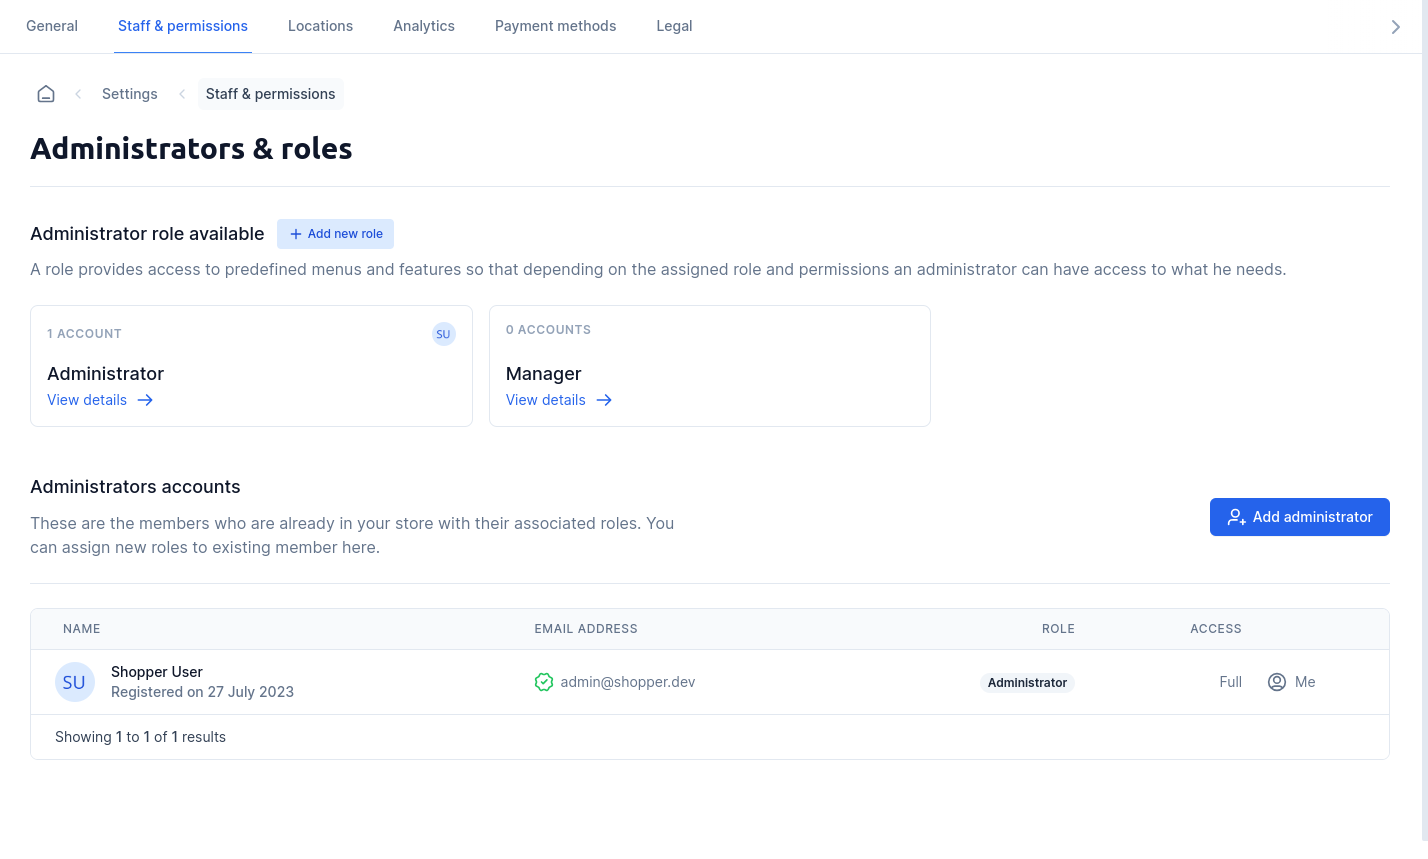 General Staff & permissions Locations Analytics Payment methods Legal
Settings Staff & permissions
Administrators & roles
Administrator role available Add new role
A role provides access to predefined menus and features so that depending on the assigned role and permissions an administrator can have access to what he needs.
1 ACCOUNT SU
Administrator
View details
0 ACCOUNTS
Manager
View details
Administrators accounts
These are the members who are already in your store with their associated roles. You
can assign new roles to existing member here.
Add administrator
NAME EMAIL ADDRESS ROLE ACCESS
SU Shopper User
Registered on 27 July 2023
admin@shopper.dev Administrator Full Me
Showing 1 to 1 of 1 results